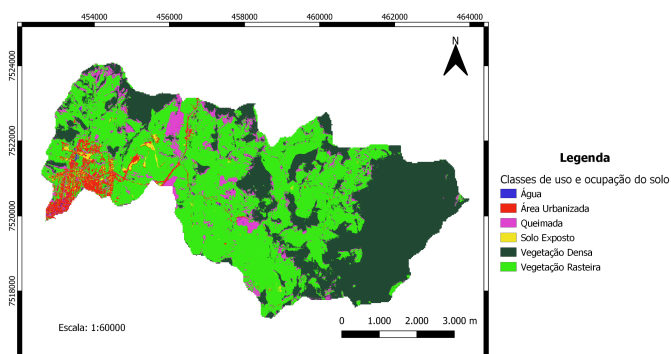 454000 456000 458000 460000 462000 464000
7524000
7522000
7520000
7518000
N
Escala: 1:60000
0 1.000 2.000 3.000 m
Legenda
Classes de uso e ocupação do solo
Água
Área Urbanizada
Queimada
Solo Exposto
Vegetação Densa
Vegetação Rasteira